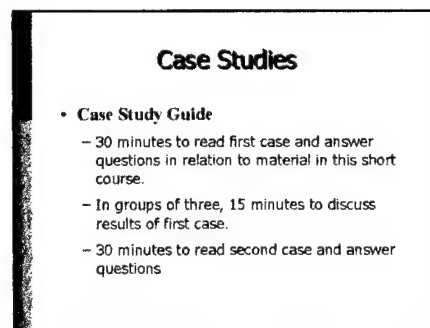 Case Studies
• Case Study Guide
– 30 minutes to read first case and answer
questions in relation to material in this short
course.
– In groups of three, 15 minutes to discuss
results of first case.
– 30 minutes to read second case and answer
questions